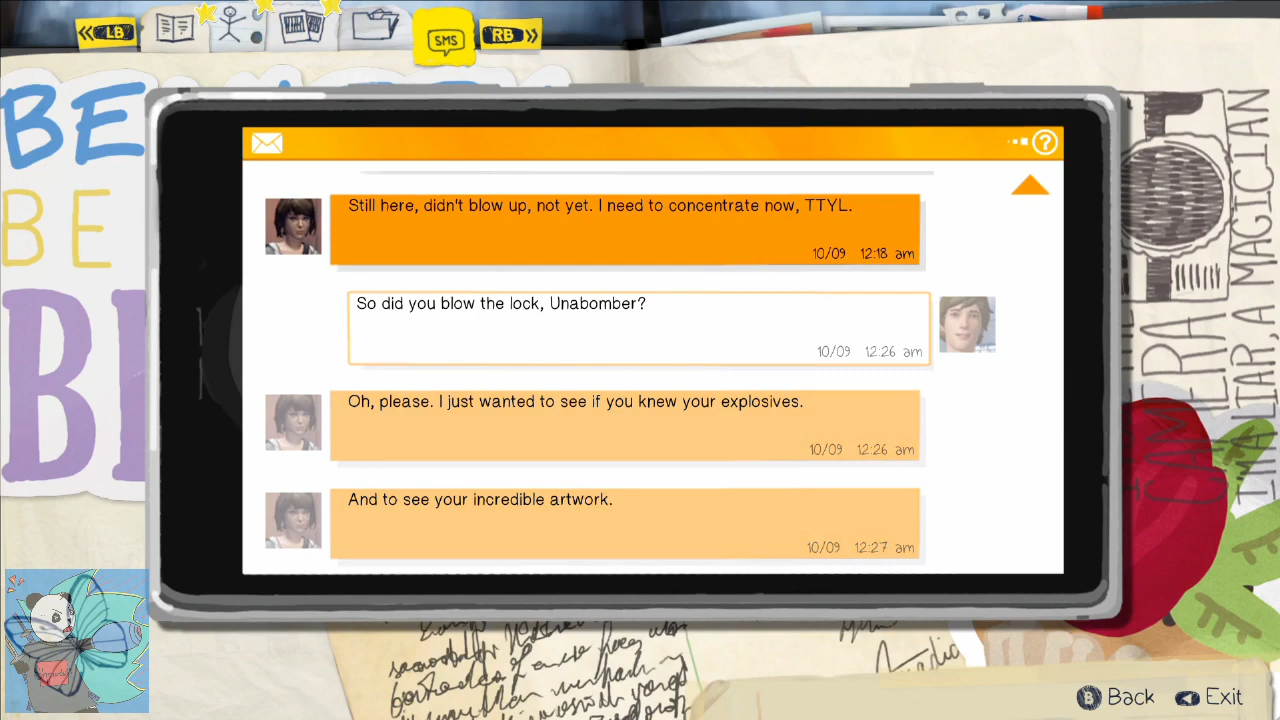 LB
SMS
RB
BE
BE
?
Still here, didn't blow up, not yet. I need to concentrate now, TTYL.
10/09 12:18 am
So did you blow the lock, Unabomber?
10/09 12:26 am
Oh, please. I just wanted to see if you knew your explosives.
10/09 12:26 am
And to see your incredible artwork.
10/09 12:27 am
LIAR, A MAGICIAN
B Back
Exit